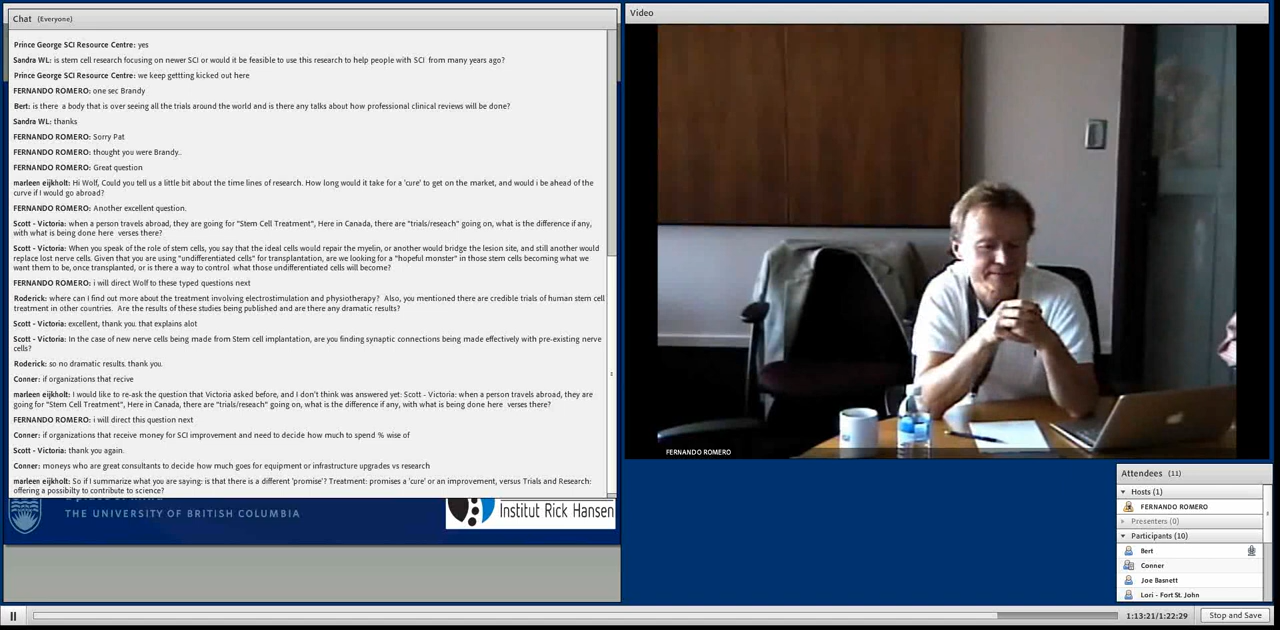 Chat (Everyone)
Prince George SCI Resource Centre: yes
Sandra WL: is stem cell research focusing on newer SCI or would it be feasible to use this research to help people with SCI from many years ago?
Prince George SCI Resource Centre: we keep gettting kicked out here
FERNANDO ROMERO: one sec Brandy
Bert: is there a body that is over seeing all the trials around the world and is there any talks about how professional clinical reviews will be done?
Sandra WL: thanks
FERNANDO ROMERO: Sorry Pat
FERNANDO ROMERO: thought you were Brandy..
FERNANDO ROMERO: Great question
marleen eijkholt: Hi Wolf, Could you tell us a little bit about the time lines of research. How long would it take for a 'cure' to get on the market, and would i be ahead of the
curve if I would go abroad?
FERNANDO ROMERO: Another excellent question.
Scott - Victoria: when a person travels abroad, they are going for "Stem Cell Treatment", Here in Canada, there are "trials/reseach" going on, what is the difference if any,
with what is being done here verses there?
Scott - Victoria: When you speak of the role of stem cells, you say that the ideal cells would repair the myelin, or another would bridge the lesion site, and still another would
replace lost nerve cells. Given that you are using "undifferentiated cells" for transplantation, are we looking for a "hopeful monster" in those stem cells becoming what we
want them to be, once transplanted, or is there a way to control what those undifferentiated cells will become?
FERNANDO ROMERO: i will direct Wolf to these typed questions next
Roderick: where can I find out more about the treatment involving electrostimulation and physiotherapy? Also, you mentioned there are credible trials of human stem cell
treatment in other countries. Are the results of these studies being published and are there any dramatic results?
Scott - Victoria: excellent, thank you. that explains alot
Scott - Victoria: In the case of new nerve cells being made from Stem cell implantation, are you finding synaptic connections being made effectively with pre-existing nerve
cells?
Roderick: so no dramatic results. thank you.
Conner: if organizations that recive
marleen eijkholt: I would like to re-ask the question that Victoria asked before, and I don't think was answered yet: Scott - Victoria: when a person travels abroad, they are
going for "Stem Cell Treatment", Here in Canada, there are "trials/reseach" going on, what is the difference if any, with what is being done here verses there?
FERNANDO ROMERO: i will direct this question next
Conner: if organizations that receive money for SCI improvement and need to decide how much to spend % wise of
Scott - Victoria: thank you again.
Conner: moneys who are great consultants to decide how much goes for equipment or infrastructure upgrades vs research
marleen eijkholt: So if I summarize what you are saying: is that there is a different 'promise'? Treatment: promises a 'cure' or an improvement, versus Trials and Research:
offering a possibilty to contribute to science?
THE UNIVERSITY OF BRITISH COLUMBIA
Institut Rick Hansen
Video
FERNANDO ROMERO
Attendees (11)
Hosts (1)
FERNANDO ROMERO
Presenters (0)
Participants (10)
Bert
Conner
Joe Basnett
Lori - Fort St. John
1:13:21/1:22:29
Stop and Save